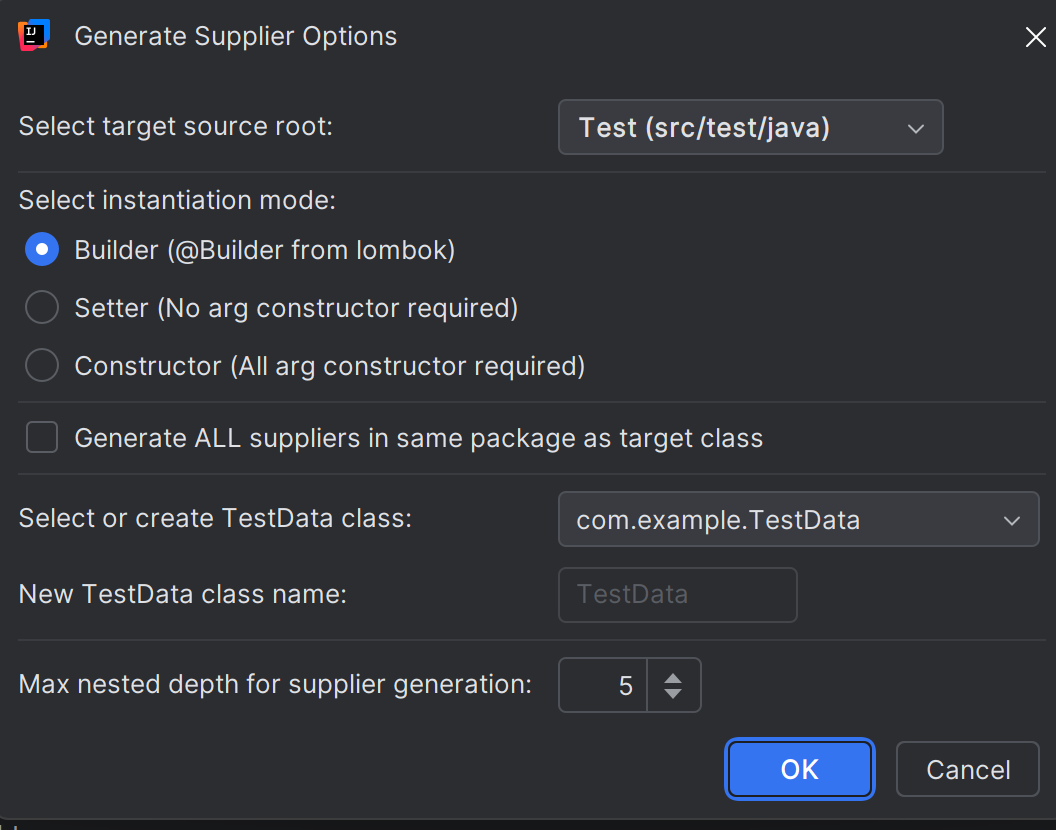 IJ
Generate Supplier Options
Select target source root:
Test (src/test/java)
Select instantiation mode:
Builder (@Builder from lombok)
Setter (No arg constructor required)
Constructor (All arg constructor required)
Generate ALL suppliers in same package as target class
Select or create TestData class:
com.example.TestData
New TestData class name:
TestData
Max nested depth for supplier generation:
5
OK
Cancel